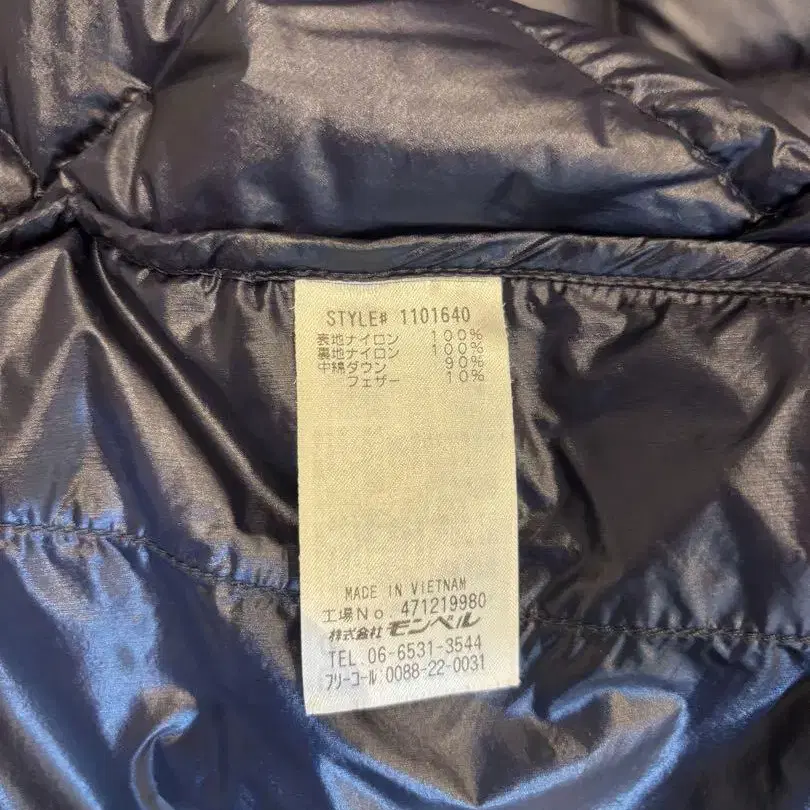 STYLE# 1101640
表地ナイロン 100%
裏地ナイロン 100%
中綿ダウン 90%
フェザー 10%
MADE IN VIETNAM
工場No 471219980
株式会社 モンベル
TEL 06-6531-3544
フリーコール:0088-22-0031